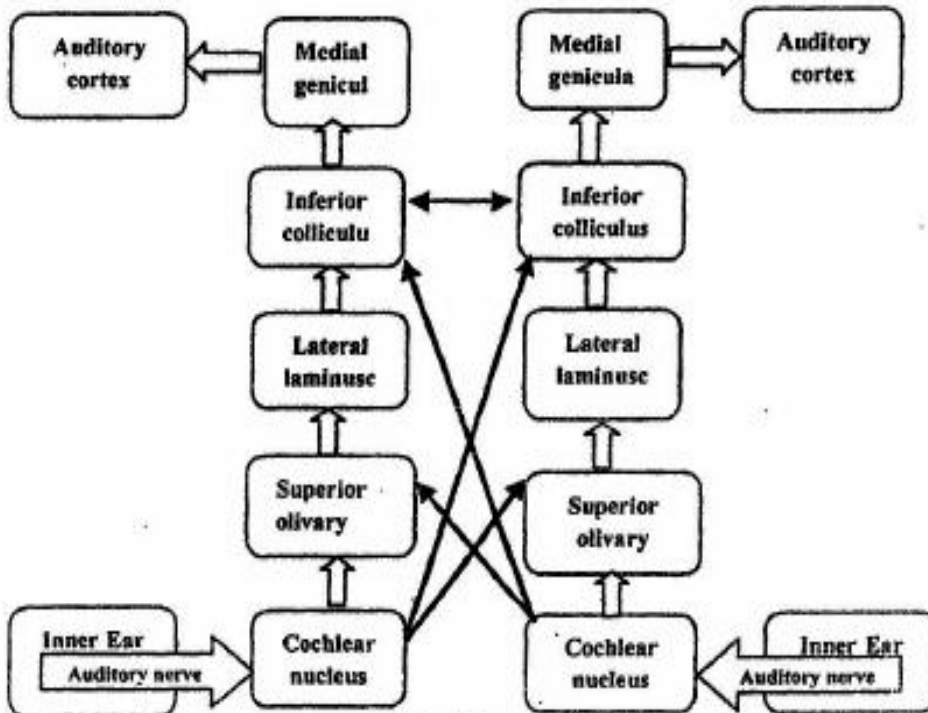 Auditory
cortex
Medial
genicul
Medial
genicula
Auditory
cortex
Inferior
colliculu
Inferior
colliculus
Lateral
laminusc
Lateral
laminusc
Superior
olivary
Superior
olivary
Inner Ear
Auditory nerve
Cochlear
nucleus
Cochlear
nucleus
Inner Ear
Auditory nerve